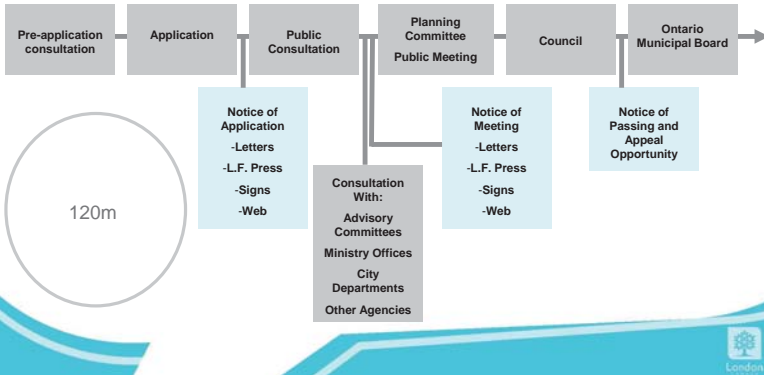 Pre-application
consultation
Application
Public
Consultation
Planning
Committee
Public Meeting
Council
Ontario
Municipal Board
Notice of
Application
-Letters
-L.F. Press
-Signs
-Web
Consultation
With:
Advisory
Committees
Ministry Offices
City
Departments
Other Agencies
Notice of
Meeting
-Letters
-L.F. Press
-Signs
-Web
Notice of
Passing and
Appeal
Opportunity
120m
London